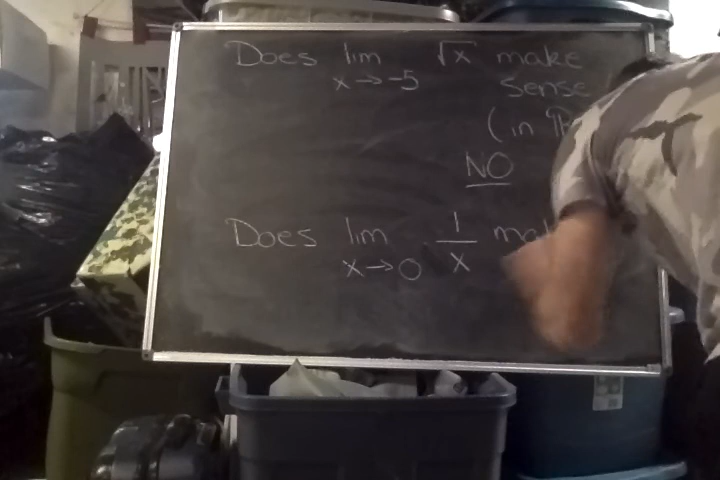 Does lim √x make
x→-5 sense
(in ℝ
NO
Does lim 1/x
x→0